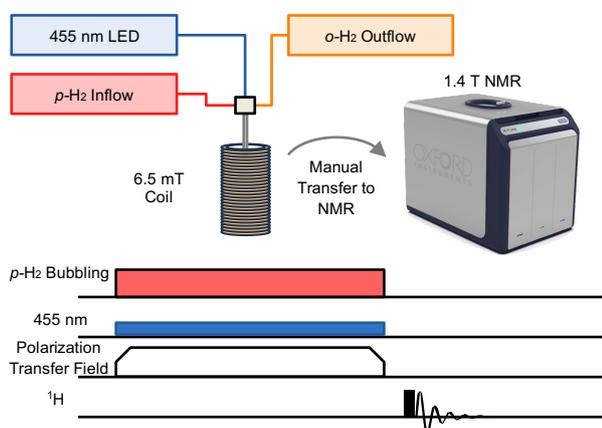 455 nm LED
o-H₂ Outflow
p-H₂ Inflow
1.4 T NMR
6.5 mT
Coil
Manual
Transfer to
NMR
OXFORD
INSTRUMENTS
p-H₂ Bubbling
455 nm
Polarization
Transfer Field
¹H